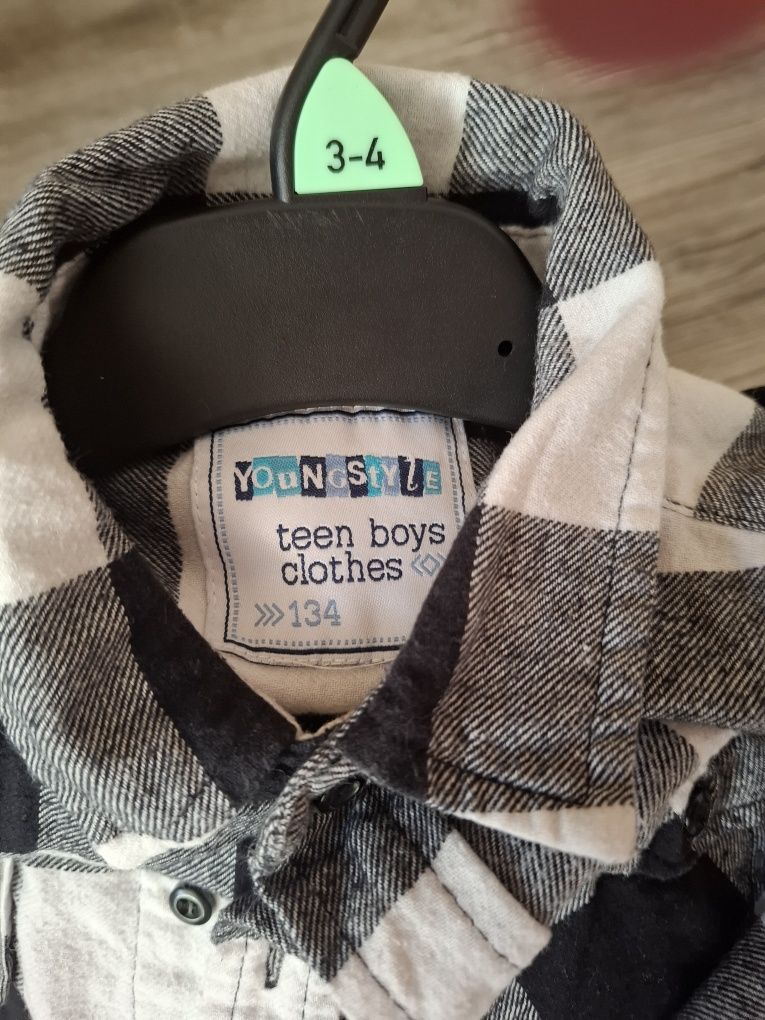 3-4
YOUNGSTYLE
teen boys
clothes <o>
>>>134